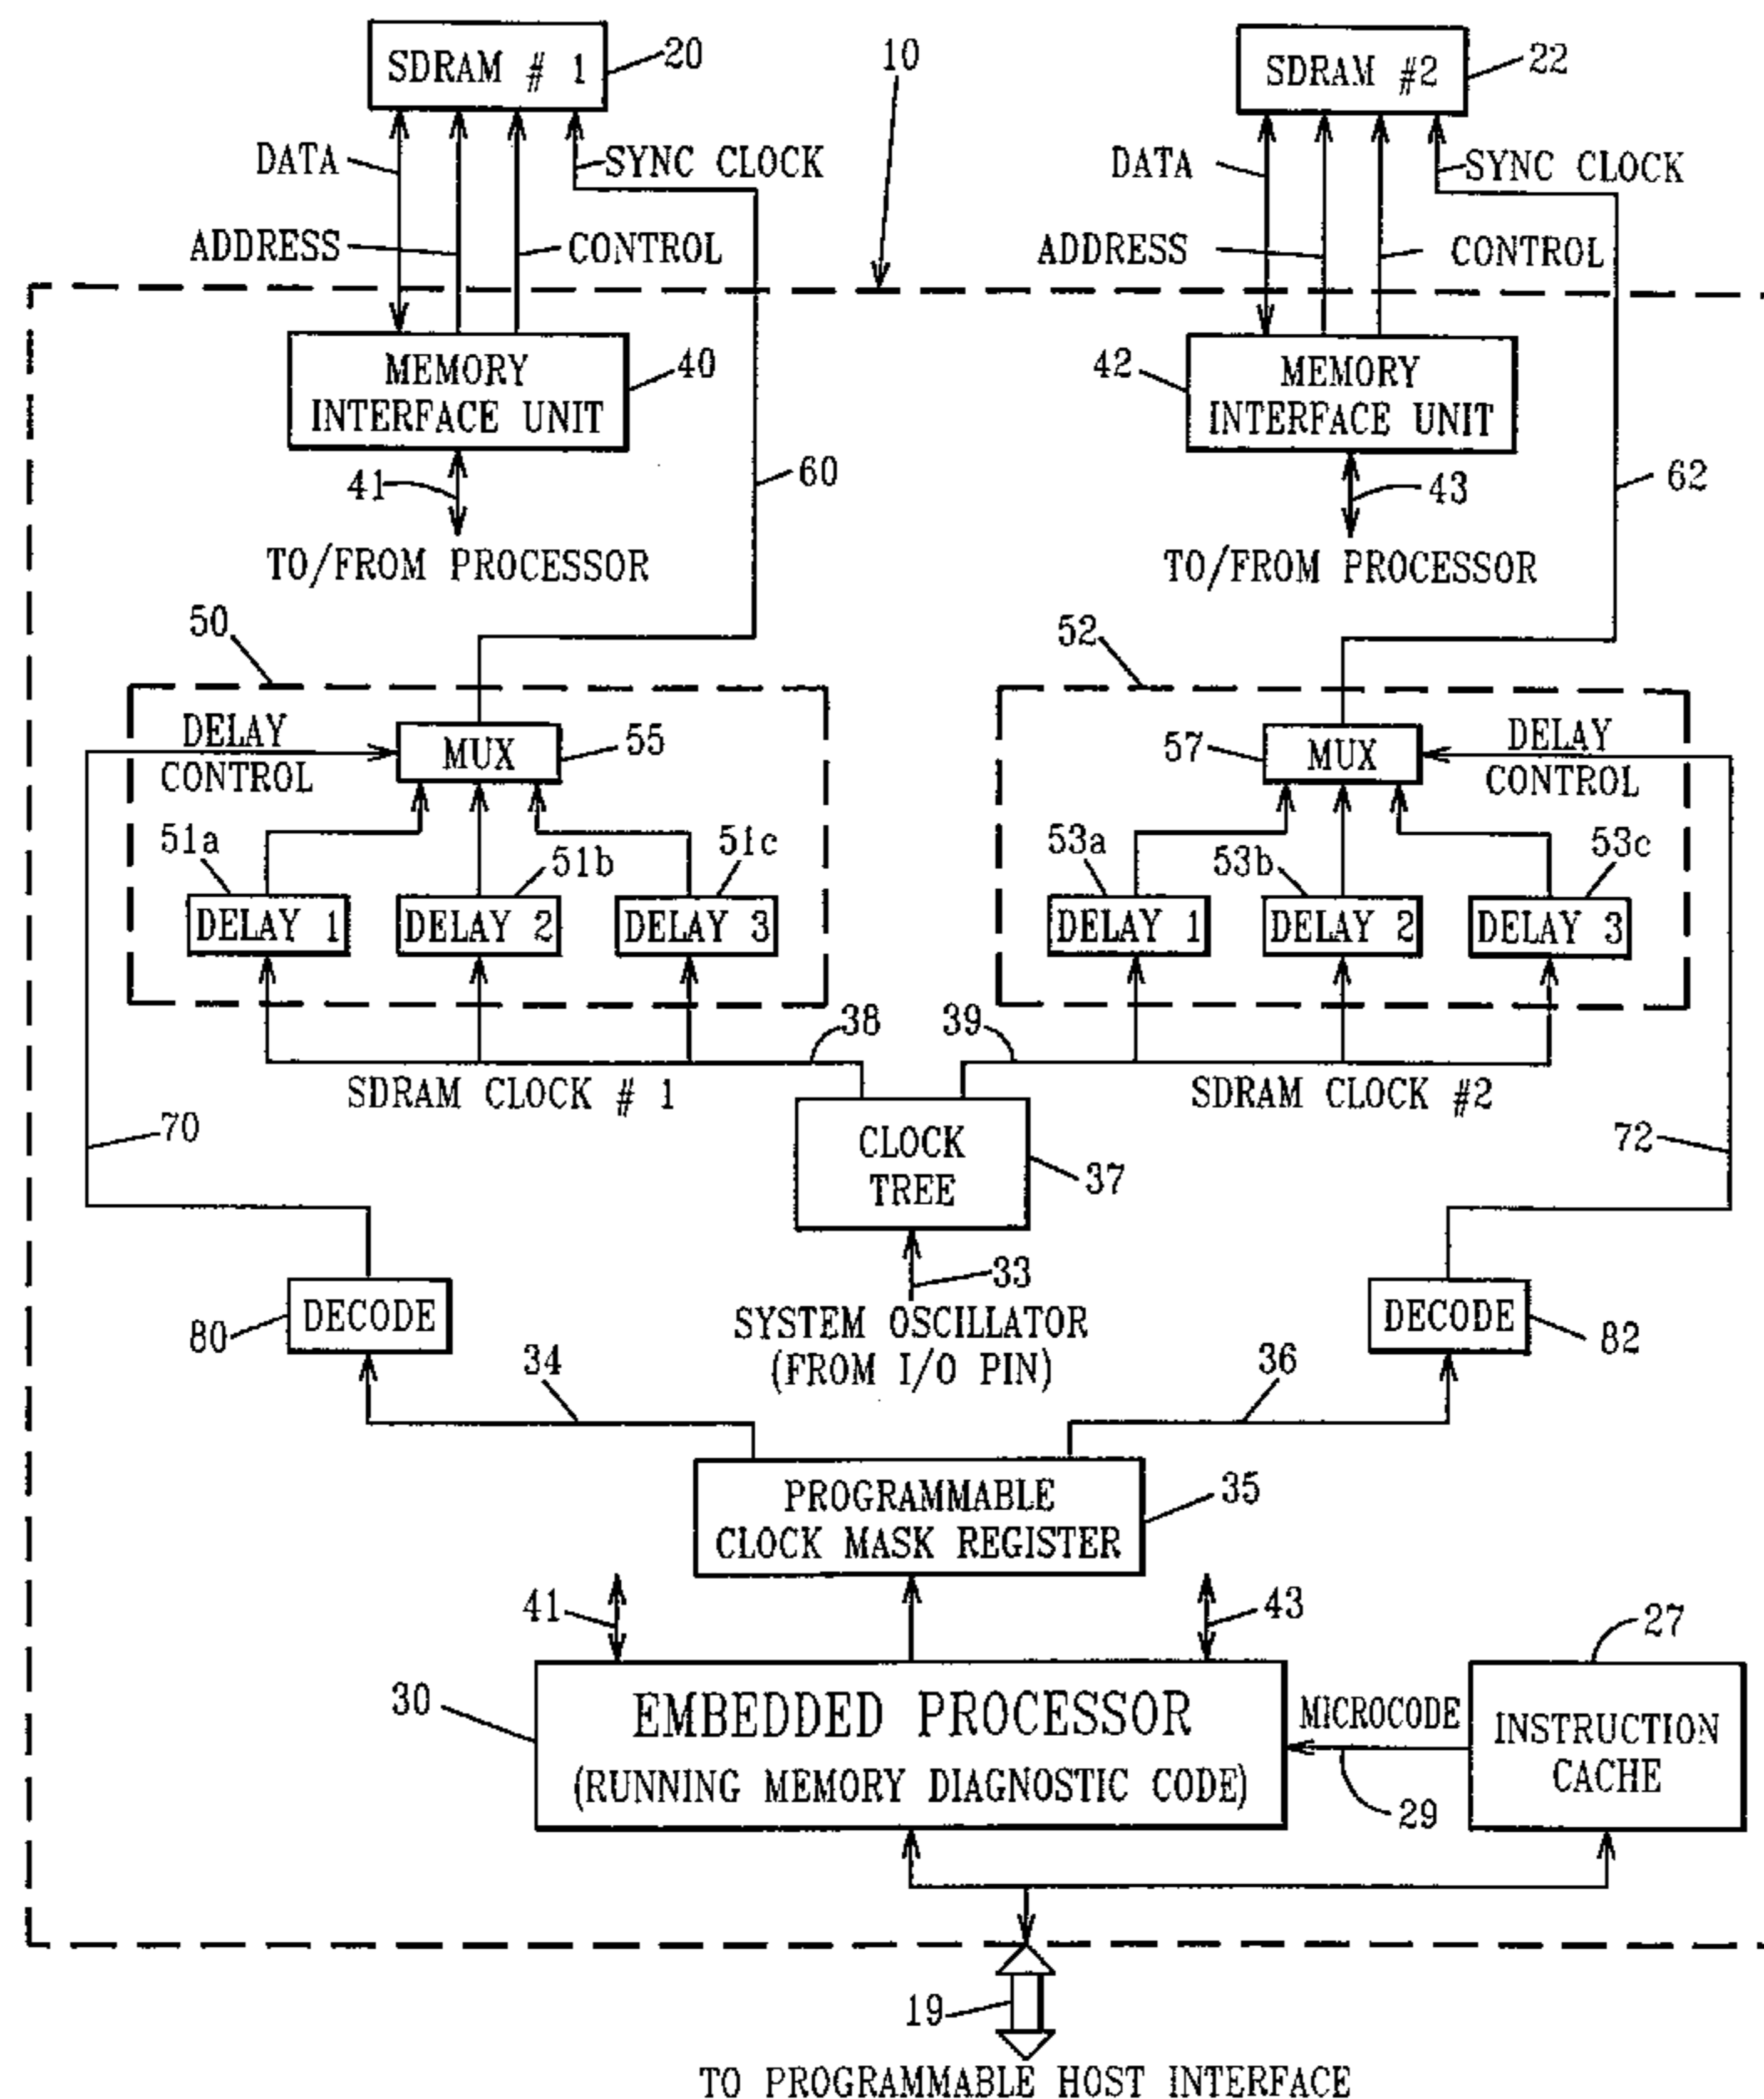 SDRAM # 1
20
10
SDRAM #2
22
DATA
SYNC CLOCK
DATA
SYNC CLOCK
ADDRESS
CONTROL
ADDRESS
CONTROL
MEMORY
INTERFACE UNIT
40
42
MEMORY
INTERFACE UNIT
41
60
43
62
TO/FROM PROCESSOR
TO/FROM PROCESSOR
50
52
DELAY
CONTROL
MUX
55
57
MUX
DELAY
CONTROL
51a
51b
51c
53a
53b
53c
DELAY 1
DELAY 2
DELAY 3
DELAY 1
DELAY 2
DELAY 3
38
39
SDRAM CLOCK # 1
SDRAM CLOCK #2
70
CLOCK
TREE
37
72
33
80
DECODE
SYSTEM OSCILLATOR
(FROM I/O PIN)
DECODE
82
34
36
PROGRAMMABLE
CLOCK MASK REGISTER
35
41
43
27
30
EMBEDDED PROCESSOR
(RUNNING MEMORY DIAGNOSTIC CODE)
MICROCODE
29
INSTRUCTION
CACHE
19
TO PROGRAMMABLE HOST INTERFACE